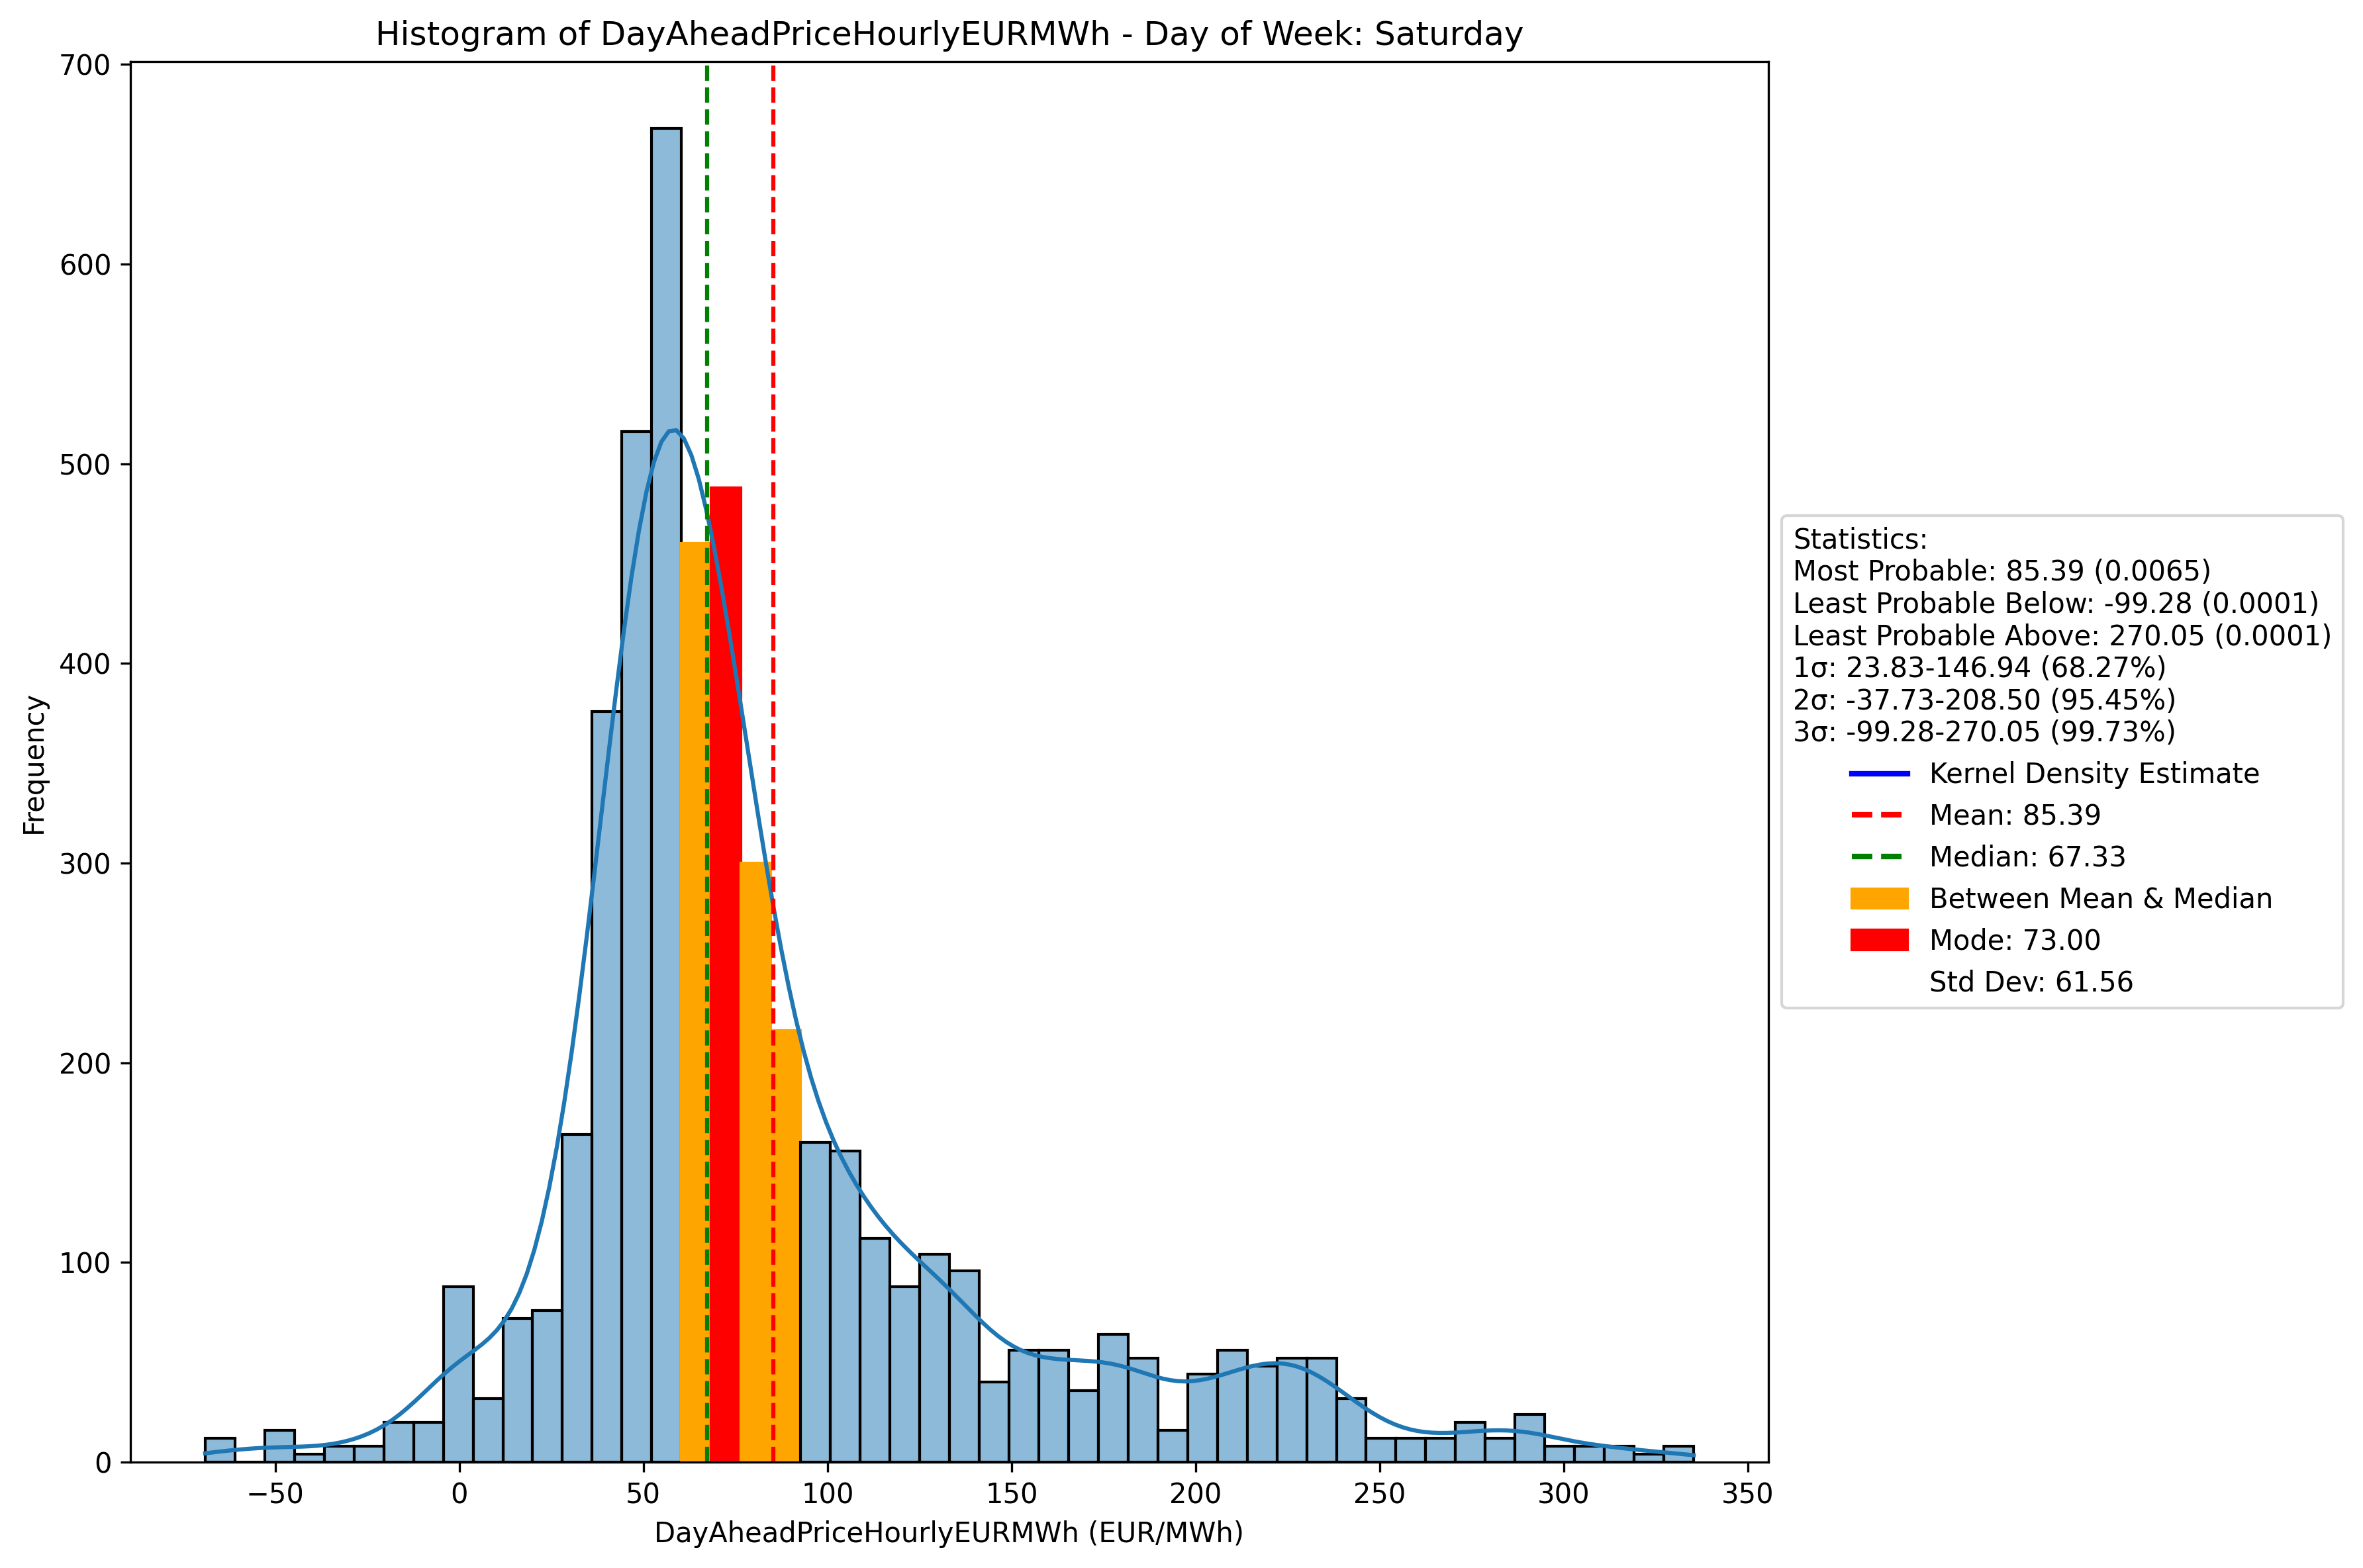 Histogram of DayAheadPriceHourlyEURMWh - Day of Week: Saturday
700
600
500
400
300
200
100
0
Frequency
−50
0
50
100
150
200
250
300
350
DayAheadPriceHourlyEURMWh (EUR/MWh)
Statistics:
Most Probable: 85.39 (0.0065)
Least Probable Below: -99.28 (0.0001)
Least Probable Above: 270.05 (0.0001)
1σ: 23.83-146.94 (68.27%)
2σ: -37.73-208.50 (95.45%)
3σ: -99.28-270.05 (99.73%)
Kernel Density Estimate
Mean: 85.39
Median: 67.33
Between Mean & Median
Mode: 73.00
Std Dev: 61.56